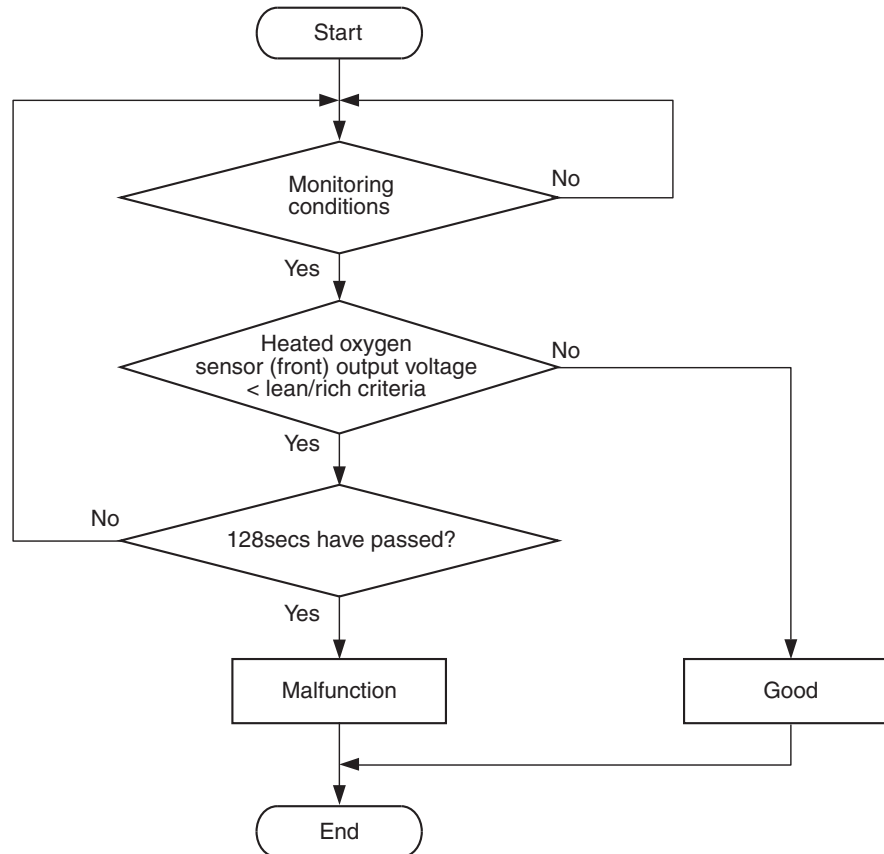 Start
Monitoring
conditions
No
Yes
Heated oxygen
sensor (front) output voltage
< lean/rich criteria
No
Yes
128secs have passed?
No
Yes
Malfunction
Good
End